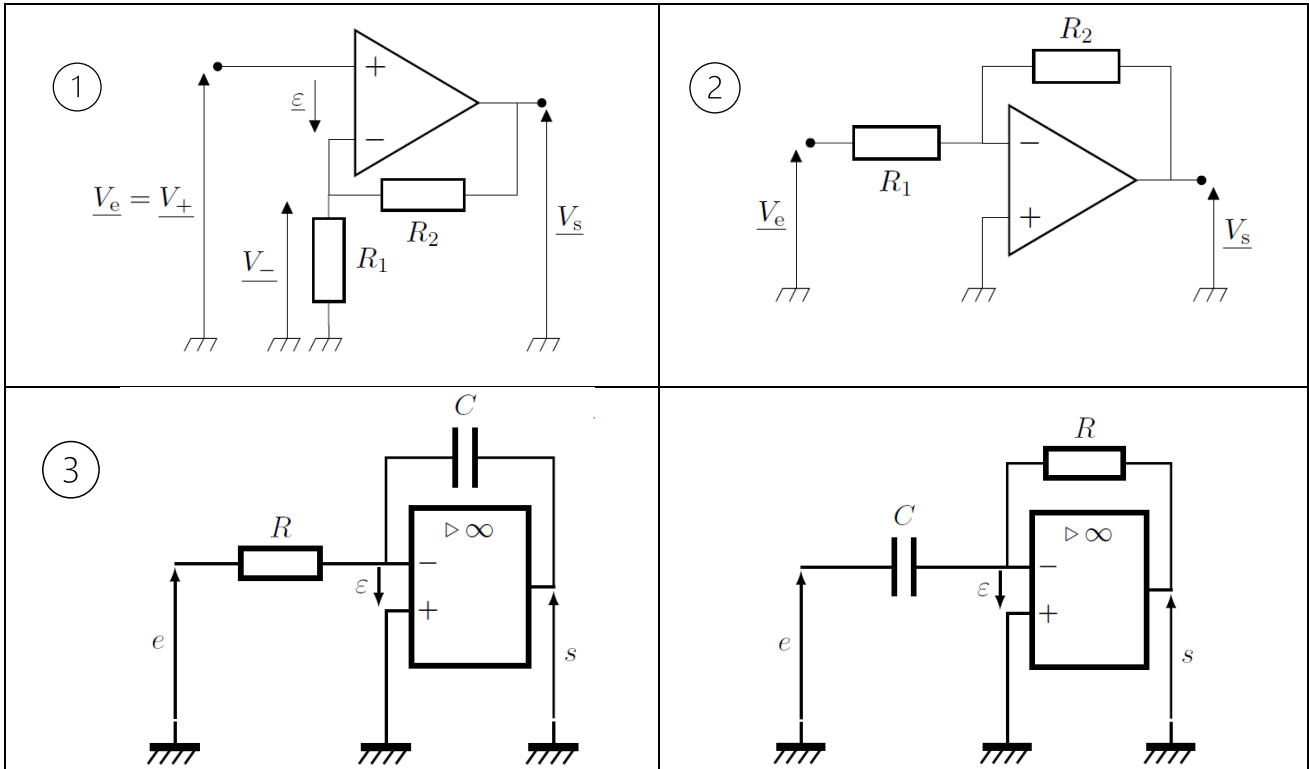 1
+
ε
−
V_e = V_+
R_2
V_s
V_−
R_1
2
R_2
−
R_1
V_e
+
V_s
3
C
▷ ∞
R
−
ε
+
e
s
R
▷ ∞
C
−
ε
+
e
s